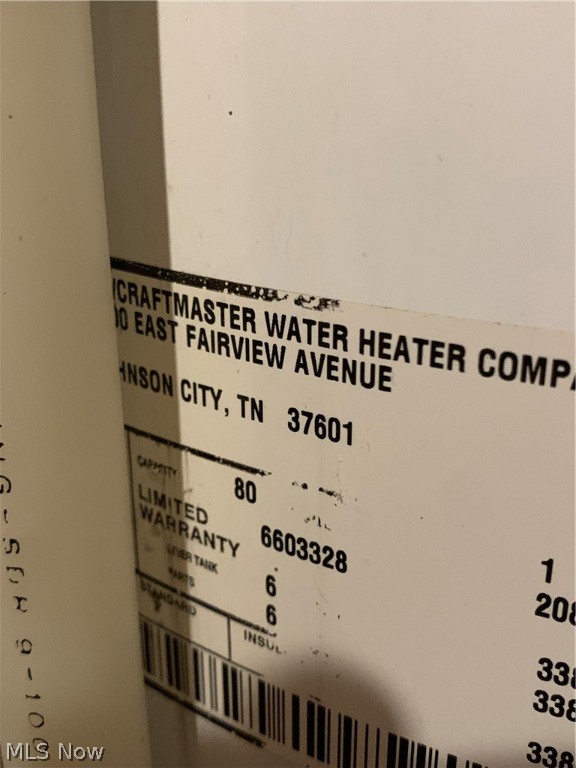 /CRAFTMASTER WATER HEATER COMPA
00 EAST FAIRVIEW AVENUE
HNSON CITY, TN 37601
CAPACITY 80
LIMITED WARRANTY 6603328
INNER TANK 6
PARTS 6
STANDARD
INSUL
1
208
338
338
338
MLS Now